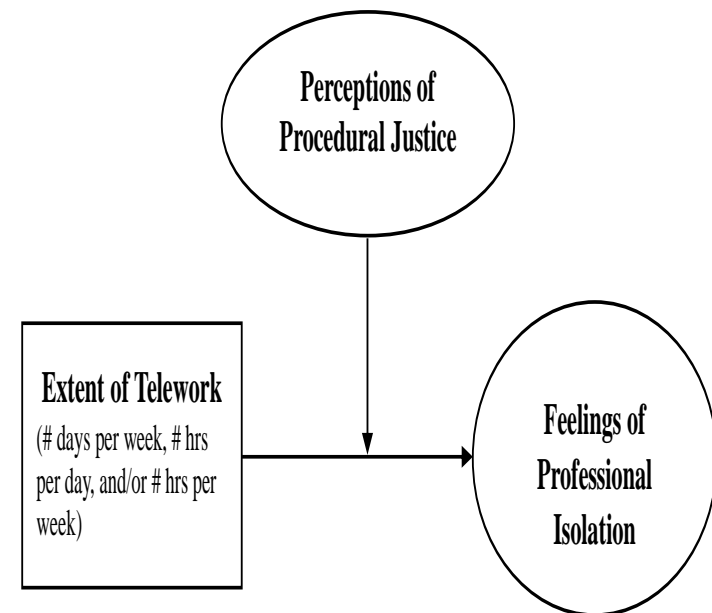 Perceptions of
Procedural Justice
Extent of Telework
(# days per week, # hrs
per day, and/or # hrs per
week)
Feelings of
Professional
Isolation